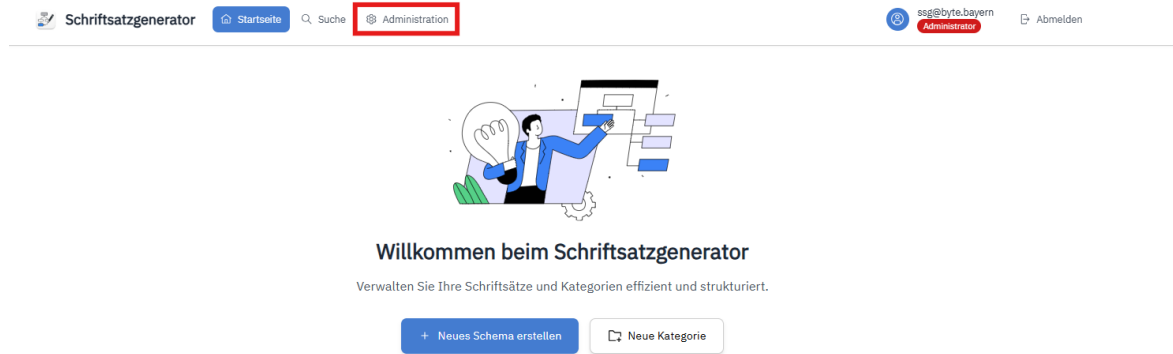 Schriftsatzgenerator Startseite Suche Administration ssg@byte.bayern Administrator Abmelden
Willkommen beim Schriftsatzgenerator
Verwalten Sie Ihre Schriftsätze und Kategorien effizient und strukturiert.
+ Neues Schema erstellen Neue Kategorie